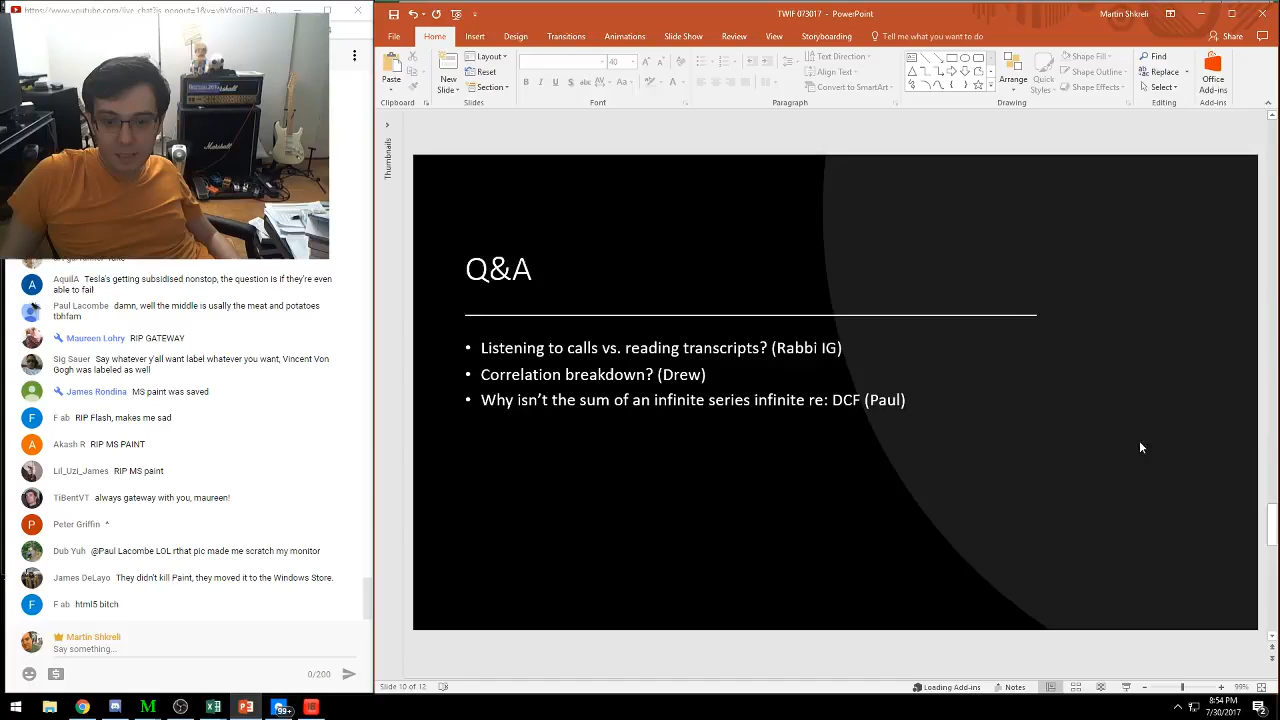 TWIF 073017 - PowerPoint
Martin Shkreli
File Home Insert Design Transitions Animations Slide Show Review View Storyboarding Tell me what you want to do Share
Paste
Clipboard
New
Slide
Layout
Reset
Section
Slides
40
Font
Text Direction
Align Text
Convert to SmartArt
Paragraph
Arrange
Quick
Styles
Shape Fill
Shape Outline
Shape Effects
Drawing
Find
Replace
Select
Editing
Office
Add-ins
Add-ins
Marshall
Marshall
AquilA Tesla's getting subsidised nonstop, the question is if they're even
able to fail
Paul Lacombe damn, well the middle is usally the meat and potatoes
tbhfam
Maureen Lohry RIP GATEWAY
Sig Sauer Say whatever y'all want label whatever you want, Vincent Von
Gogh was labeled as well
James Rondina MS paint was saved
F ab RIP Flash, makes me sad
Akash R RIP MS PAINT
Lil_Uzi_James RIP MS paint
TiBentVT always gateway with you, maureen!
Peter Griffin ^
Dub Yuh @Paul Lacombe LOL rthat pic made me scratch my monitor
James DeLayo They didn't kill Paint, they moved it to the Windows Store.
F ab html5 bitch
Martin Shkreli
Say something...
0/200
Thumbnails
Q&A
• Listening to calls vs. reading transcripts? (Rabbi IG)
• Correlation breakdown? (Drew)
• Why isn't the sum of an infinite series infinite re: DCF (Paul)
Slide 10 of 12
Loading Add-ins
Notes
99%
99+
8:54 PM
7/30/2017